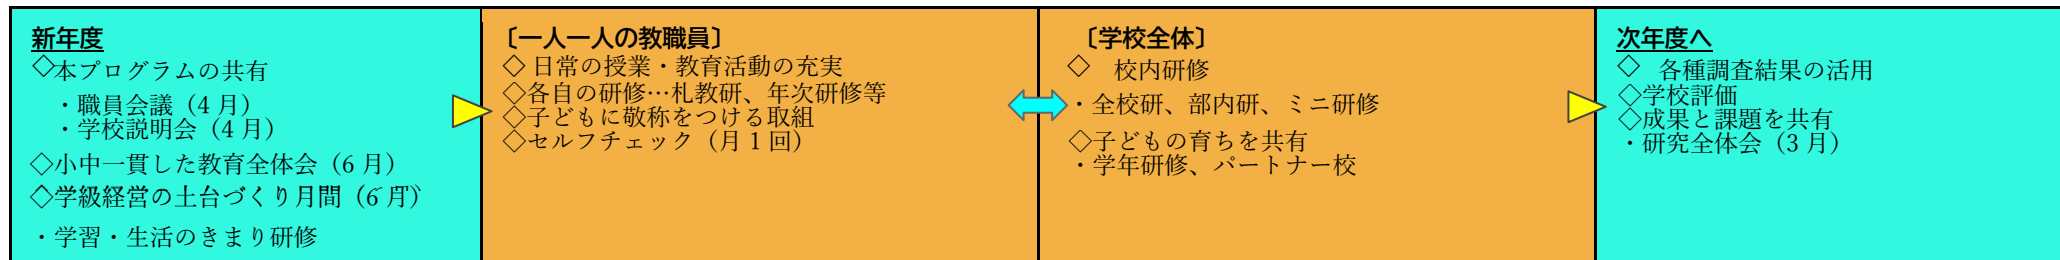 新年度
◇本プログラムの共有
・職員会議（4 月）
・学校説明会（4 月）
◇小中一貫した教育全体会（6 月）
◇学級経営の土台づくり月間（6 月）
・学習・生活のきまり研修
〔一人一人の教職員〕
◇ 日常の授業・教育活動の充実
◇各自の研修…札教研、年次研修等
◇子どもに敬称をつける取組
◇セルフチェック（月 1 回）
〔学校全体〕
◇ 校内研修
・全校研、部内研、ミニ研修
◇子どもの育ちを共有
・学年研修、パートナー校
次年度へ
◇ 各種調査結果の活用
◇学校評価
◇成果と課題を共有
・研究全体会（3 月）